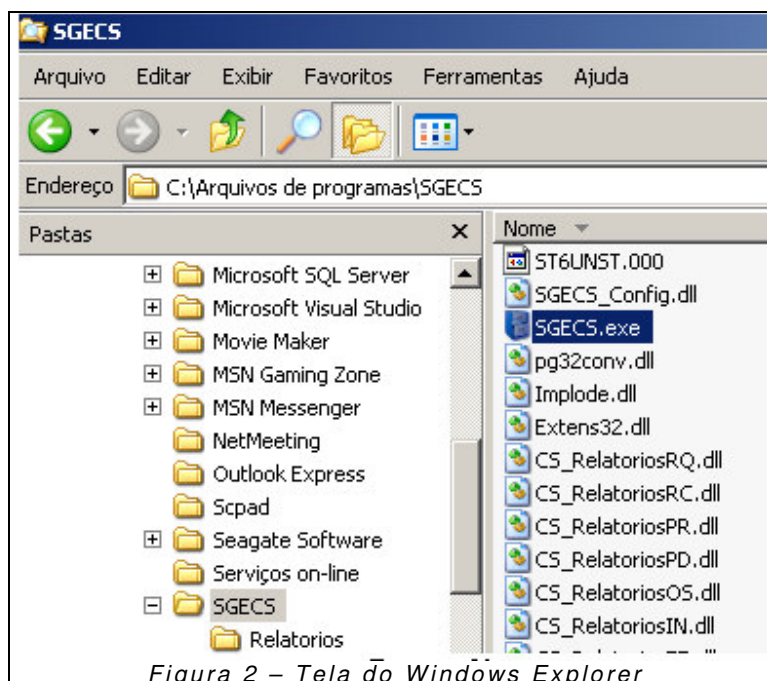 SGECS
Arquivo Editar Exibir Favoritos Ferramentas Ajuda
Endereço C:\Arquivos de programas\SGECS
Pastas
Microsoft SQL Server
Microsoft Visual Studio
Movie Maker
MSN Gaming Zone
MSN Messenger
NetMeeting
Outlook Express
Scpad
Seagate Software
Serviços on-line
SGECS
Relatorios
Nome
ST6UNST.000
SGECS_Config.dll
SGECS.exe
pg32conv.dll
Implode.dll
Extens32.dll
CS_RelatoriosRQ.dll
CS_RelatoriosRC.dll
CS_RelatoriosPR.dll
CS_RelatoriosPD.dll
CS_RelatoriosOS.dll
CS_RelatoriosIN.dll
Figura 2 – Tela do Windows Explorer